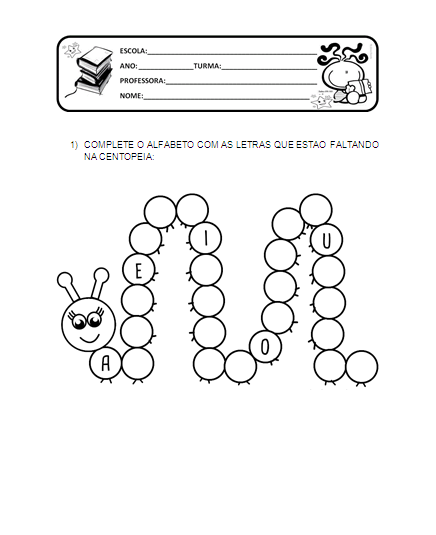 ESCOLA:
ANO: TURMA:
PROFESSORA:
NOME:
1) COMPLETE O ALFABETO COM AS LETRAS QUE ESTAO FALTANDO
NA CENTOPEIA:
A
E
I
O
U